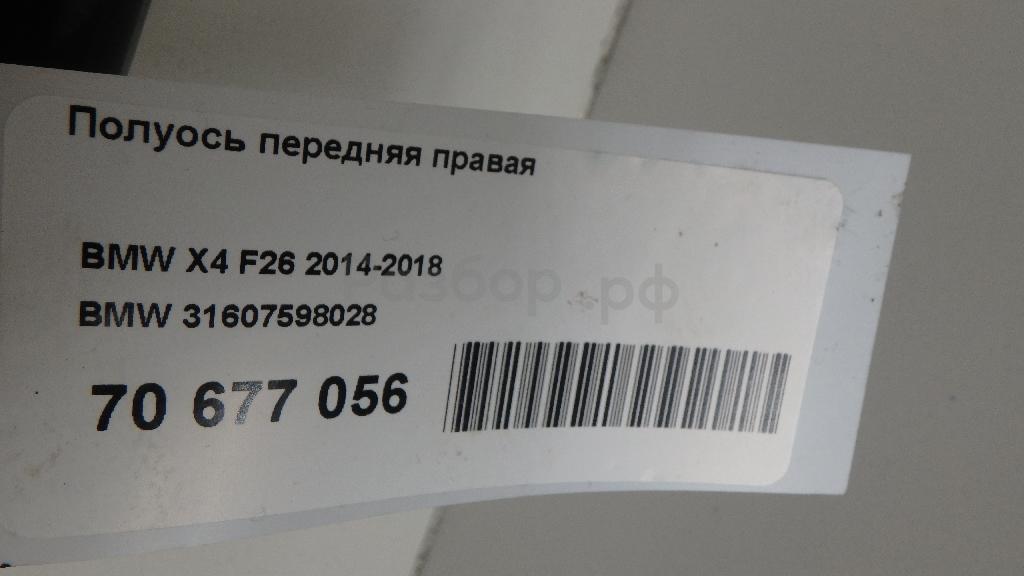 Полуось передняя правая
BMW X4 F26 2014-2018
разбор.рф
BMW 31607598028
70 677 056